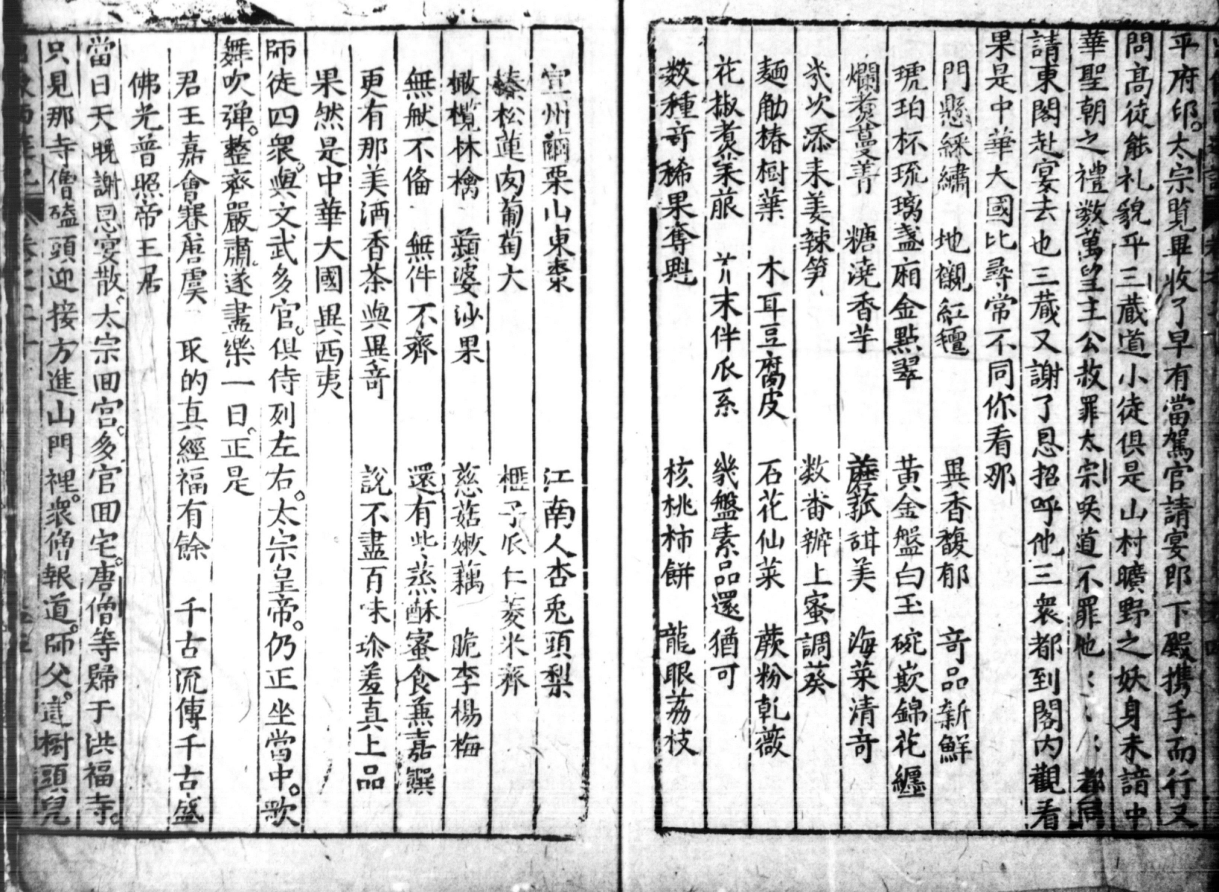 平府邱。太宗覽畢收了早有當駕官請宴即下殿携手而行又
問高徒能礼貌乎三蔵道小徒俱是山村曠野之妖身未諳中
華聖朝之禮数萬望主公赦罪太宗咲道不罪他：：：都同
請東閣赴宴去也三蔵又謝了恩招呼他三衆都到閣内觀看
果是中華大國比尋常不同你看那
門懸綵繡　地襯紅氊　異香馥郁　竒品新鮮
琥珀杯琉璃盞廂金點翠　黄金盤白玉碗嵌錦花纏
爛煮蔓菁　糖澆香芋　蘑菰甜美　海菜清竒
幾次添来姜辣笋　数畨辦上蜜調葵
麵觔椿樹葉　木耳豆腐皮　石花仙菜　蕨粉乾薇
花椒煮菜菔　芥末伴瓜糸　幾盤素品還猶可
数種竒稀果奪魁　核桃柿餅　龍眼荔枝
宣州繭栗山東棗　江南人杏兎頭梨
榛松蓮肉葡萄大　榧子瓜仁菱米齊
橄欖林檎　蘋婆沙果　慈菇嫩藕　脆李楊梅
無般不俻　無件不齊　還有些蒸酥蜜食兼嘉饌
更有那美酒香茶與異竒　說不盡百味珎羞真上品
果然是中華大國異西夷
師徒四衆。與文武多官。俱侍列左右。太宗皇帝。仍正坐當中。歌
舞吹弹。整齊嚴肅。遂盡樂一日。正是
君王嘉會賽唐虞　取的真經福有餘　千古流傳千古盛
佛光普照帝王居
當日天晩謝恩宴散。太宗回宫。多官回宅。唐僧等歸于洪福寺。
只見那寺僧磕頭迎接方進山門裡。衆僧報道。師父。這樹頭兒